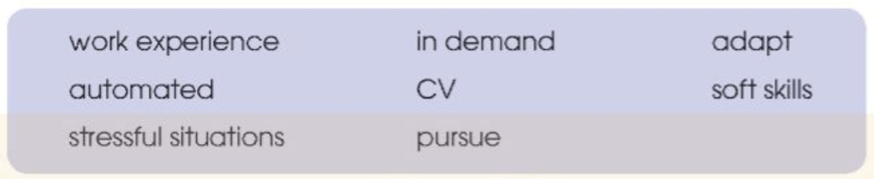 work experience in demand adapt
automated CV soft skills
stressful situations pursue